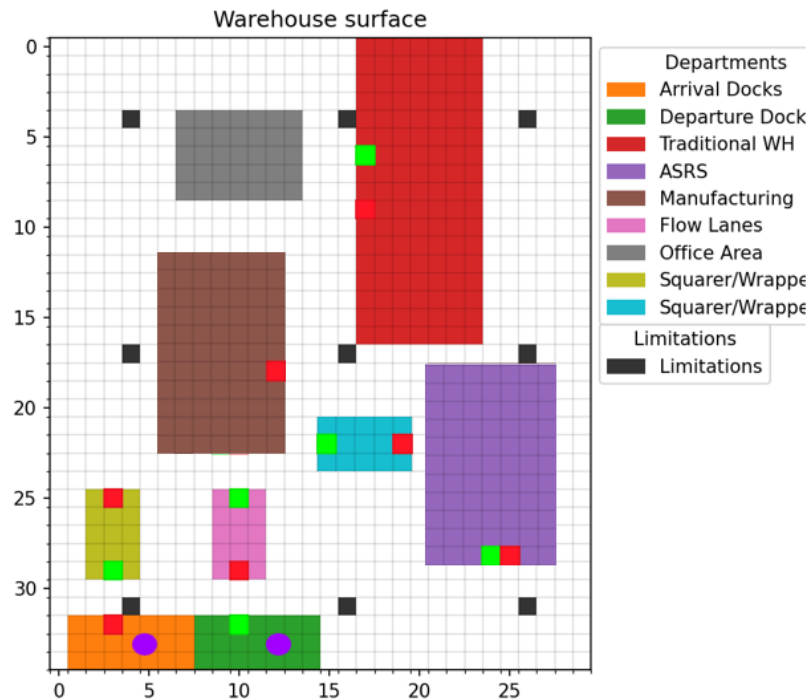 Warehouse surface
Departments
Arrival Docks
Departure Dock
Traditional WH
ASRS
Manufacturing
Flow Lanes
Office Area
Squarer/Wrappe
Squarer/Wrappe
Limitations
Limitations
0
5
10
15
20
25
30
0 5 10 15 20 25